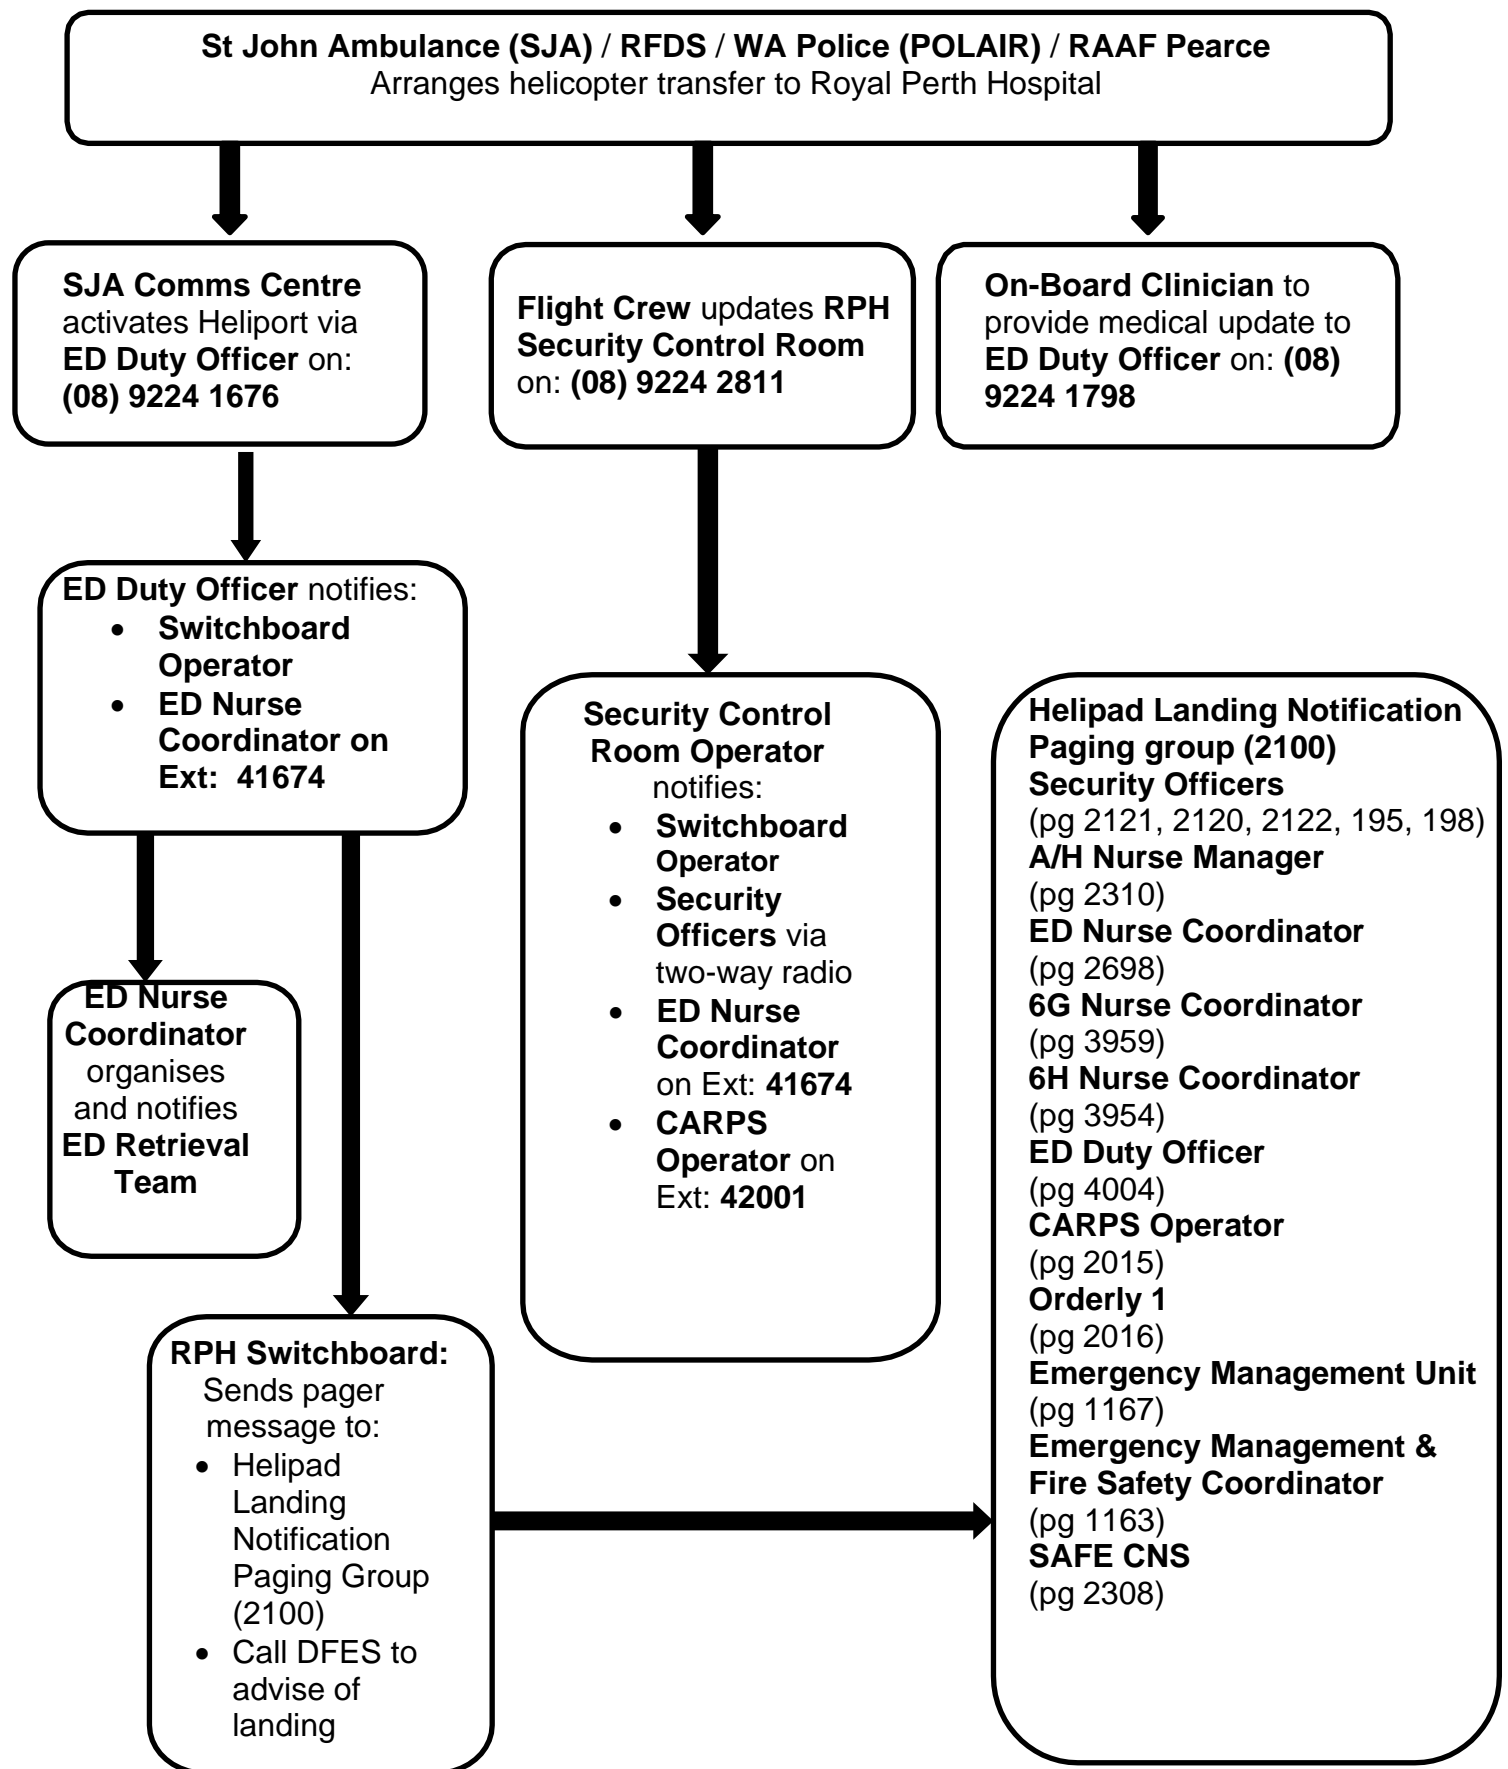 St John Ambulance (SJA) / RFDS / WA Police (POLAIR) / RAAF Pearce
Arranges helicopter transfer to Royal Perth Hospital
SJA Comms Centre
activates Heliport via
ED Duty Officer on:
(08) 9224 1676
Flight Crew updates RPH
Security Control Room
on: (08) 9224 2811
On-Board Clinician to
provide medical update to
ED Duty Officer on: (08)
9224 1798
ED Duty Officer notifies:
• Switchboard
Operator
• ED Nurse
Coordinator on
Ext: 41674
ED Nurse
Coordinator
organises
and notifies
ED Retrieval
Team
Security Control
Room Operator
notifies:
• Switchboard
Operator
• Security
Officers via
two-way radio
• ED Nurse
Coordinator
on Ext: 41674
• CARPS
Operator on
Ext: 42001
RPH Switchboard:
Sends pager
message to:
• Helipad
Landing
Notification
Paging Group
(2100)
• Call DFES to
advise of
landing
Helipad Landing Notification
Paging group (2100)
Security Officers
(pg 2121, 2120, 2122, 195, 198)
A/H Nurse Manager
(pg 2310)
ED Nurse Coordinator
(pg 2698)
6G Nurse Coordinator
(pg 3959)
6H Nurse Coordinator
(pg 3954)
ED Duty Officer
(pg 4004)
CARPS Operator
(pg 2015)
Orderly 1
(pg 2016)
Emergency Management Unit
(pg 1167)
Emergency Management &
Fire Safety Coordinator
(pg 1163)
SAFE CNS
(pg 2308)